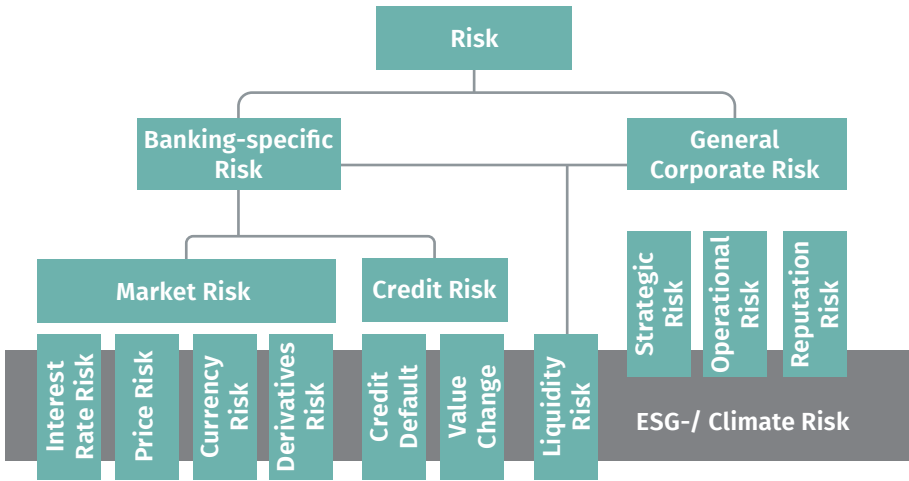 Risk
Banking-specific
Risk
General
Corporate Risk
Market Risk
Credit Risk
Strategic
Risk
Operational
Risk
Reputation
Risk
Interest
Rate Risk
Price Risk
Currency
Risk
Derivatives
Risk
Credit
Default
Value
Change
Liquidity
Risk
ESG-/ Climate Risk